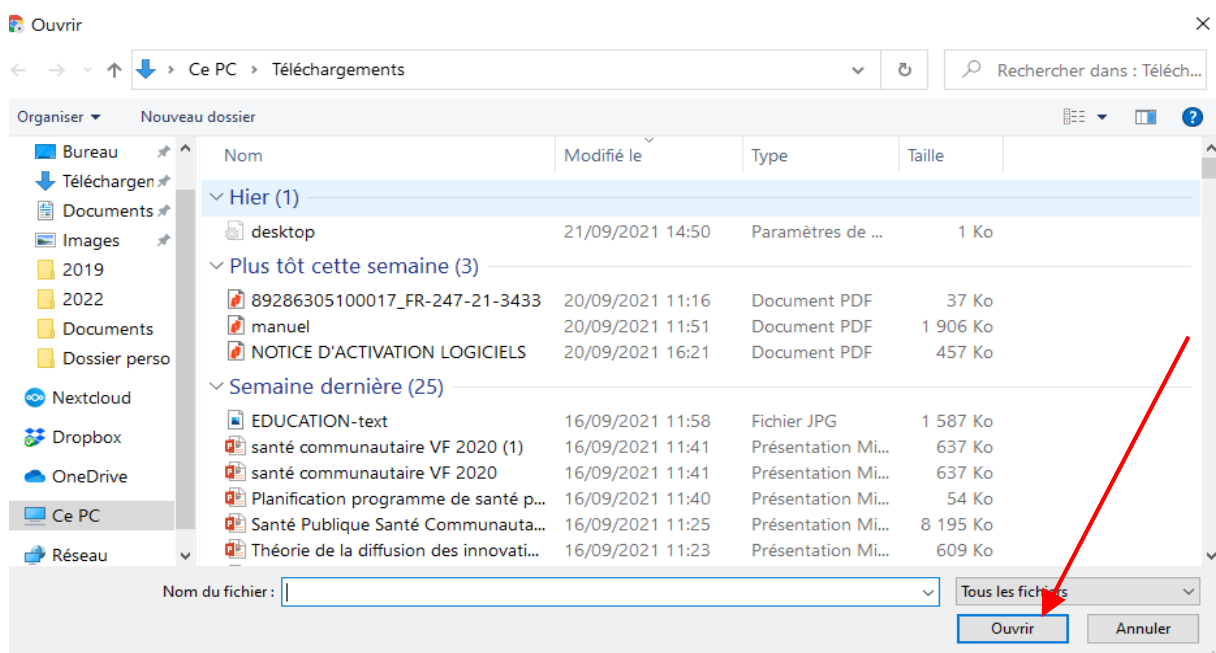 Ouvrir
Ce PC > Téléchargements
Rechercher dans : Téléch...
Organiser Nouveau dossier
Bureau
Téléchargen
Documents
Images
2019
2022
Documents
Dossier perso
Nextcloud
Dropbox
OneDrive
Ce PC
Réseau
Nom Modifié le Type Taille
Hier (1)
desktop 21/09/2021 14:50 Paramètres de ... 1 Ko
Plus tôt cette semaine (3)
89286305100017_FR-247-21-3433 20/09/2021 11:16 Document PDF 37 Ko
manuel 20/09/2021 11:51 Document PDF 1 906 Ko
NOTICE D'ACTIVATION LOGICIELS 20/09/2021 16:21 Document PDF 457 Ko
Semaine dernière (25)
EDUCATION-text 16/09/2021 11:58 Fichier JPG 1 587 Ko
santé communautaire VF 2020 (1) 16/09/2021 11:41 Présentation Mi... 637 Ko
santé communautaire VF 2020 16/09/2021 11:41 Présentation Mi... 637 Ko
Planification programme de santé p... 16/09/2021 11:40 Présentation Mi... 54 Ko
Santé Publique Santé Communauta... 16/09/2021 11:25 Présentation Mi... 8 195 Ko
Théorie de la diffusion des innovati... 16/09/2021 11:23 Présentation Mi... 609 Ko
Nom du fichier : Tous les fichiers
Ouvrir Annuler